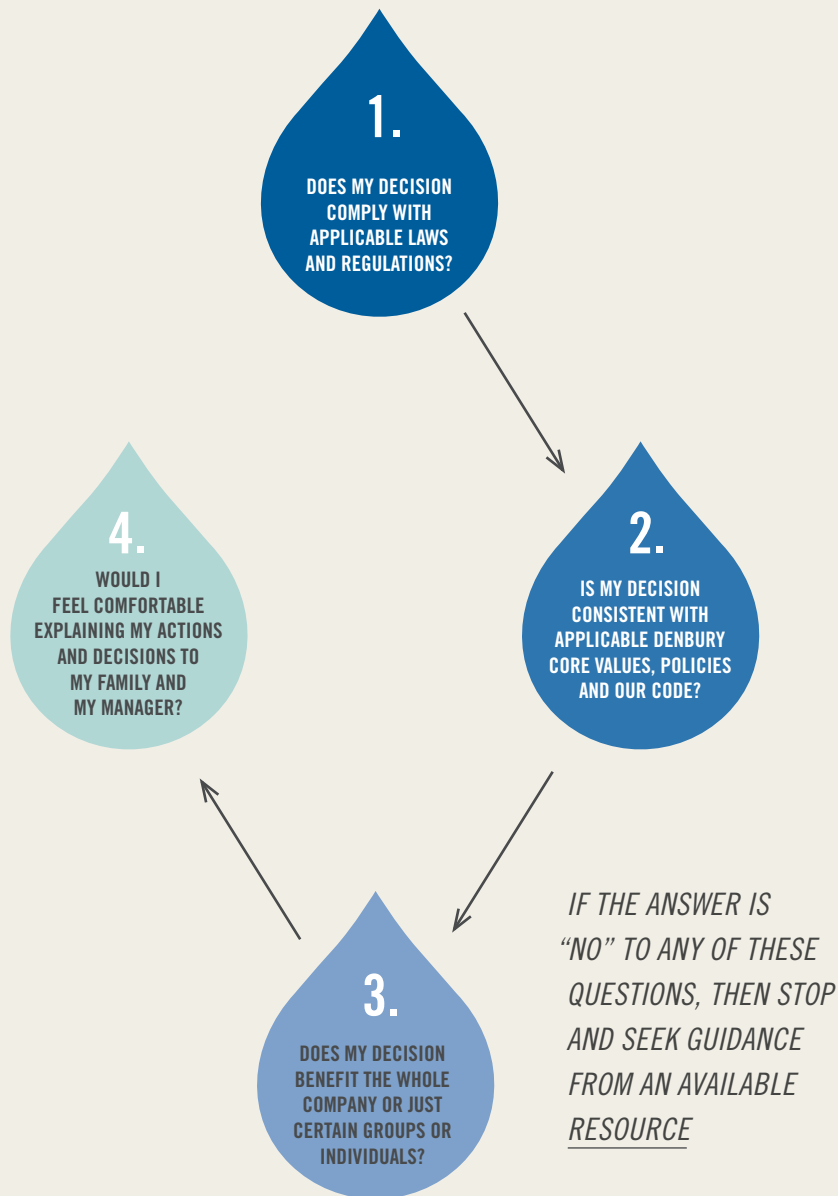 1.
DOES MY DECISION
COMPLY WITH
APPLICABLE LAWS
AND REGULATIONS?
2.
IS MY DECISION
CONSISTENT WITH
APPLICABLE DENBURY
CORE VALUES, POLICIES
AND OUR CODE?
3.
DOES MY DECISION
BENEFIT THE WHOLE
COMPANY OR JUST
CERTAIN GROUPS OR
INDIVIDUALS?
4.
WOULD I
FEEL COMFORTABLE
EXPLAINING MY ACTIONS
AND DECISIONS TO
MY FAMILY AND
MY MANAGER?
IF THE ANSWER IS
“NO” TO ANY OF THESE
QUESTIONS, THEN STOP
AND SEEK GUIDANCE
FROM AN AVAILABLE
RESOURCE